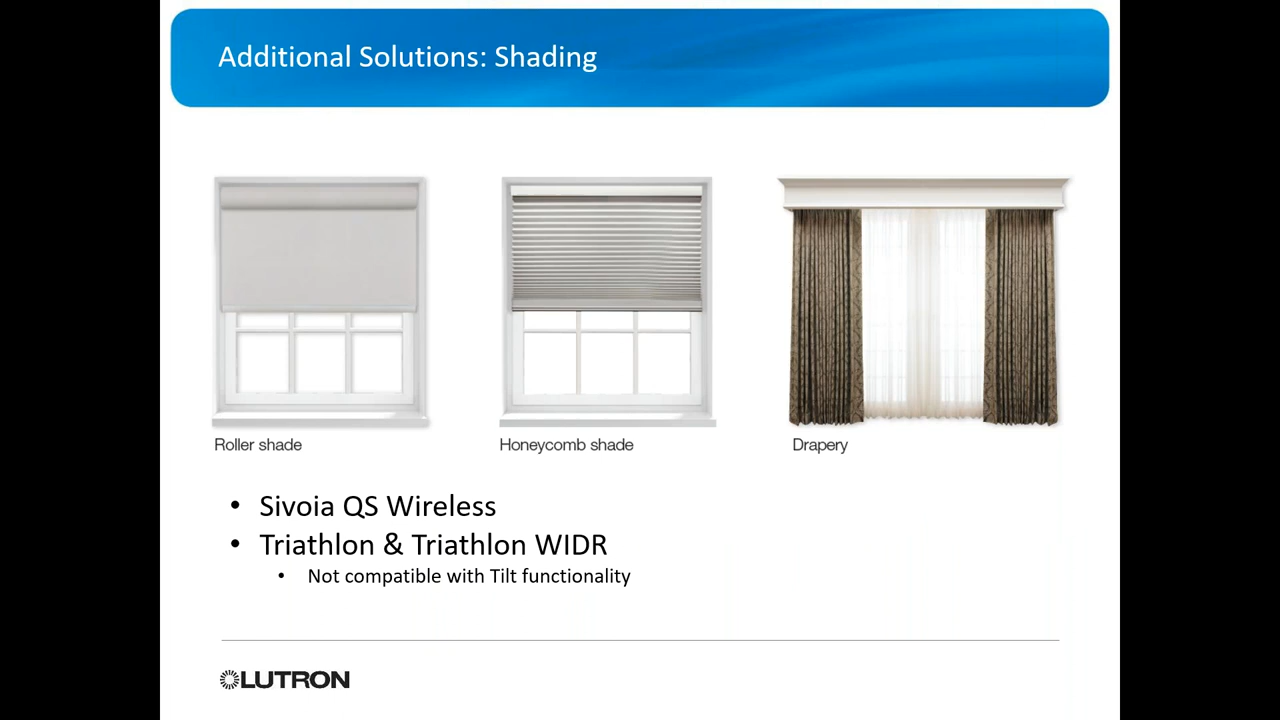 Additional Solutions: Shading
Roller shade
Honeycomb shade
Drapery
• Sivoia QS Wireless
• Triathlon & Triathlon WIDR
• Not compatible with Tilt functionality
LUTRON